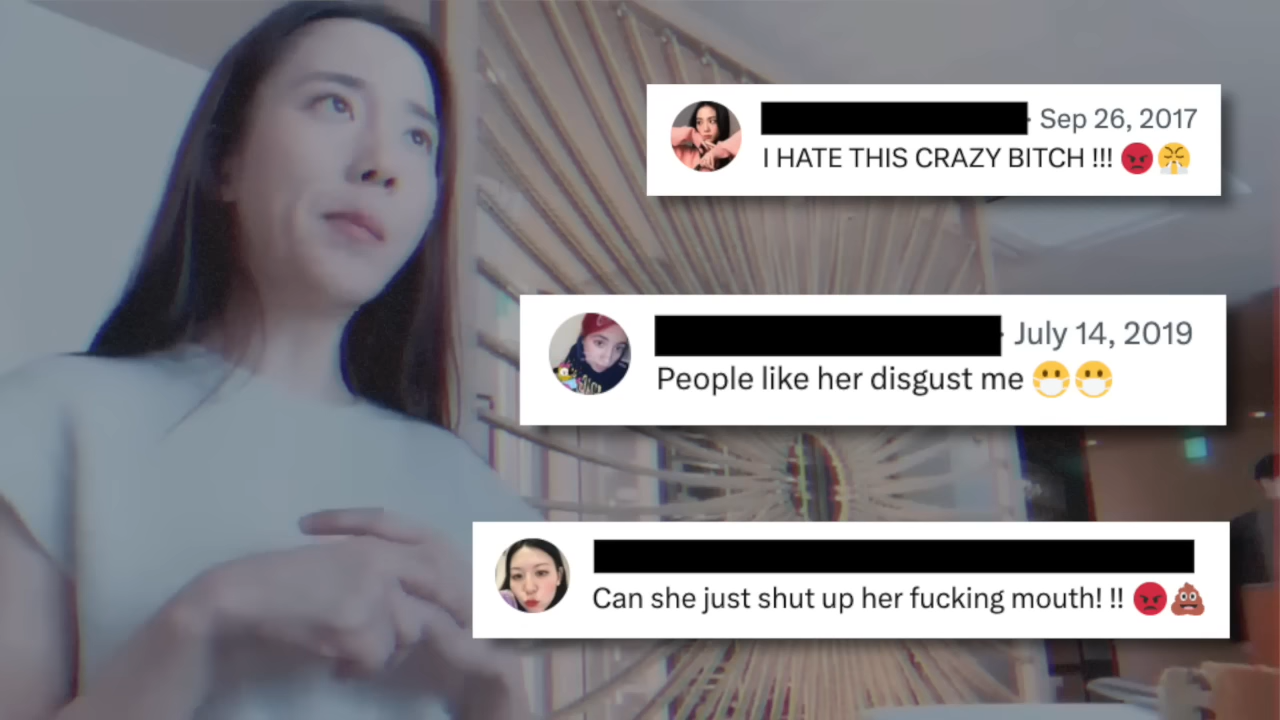 Sep 26, 2017
I HATE THIS CRAZY BITCH !!! 😡😤
July 14, 2019
People like her disgust me 😷😷
Can she just shut up her fucking mouth! !! 😡💩